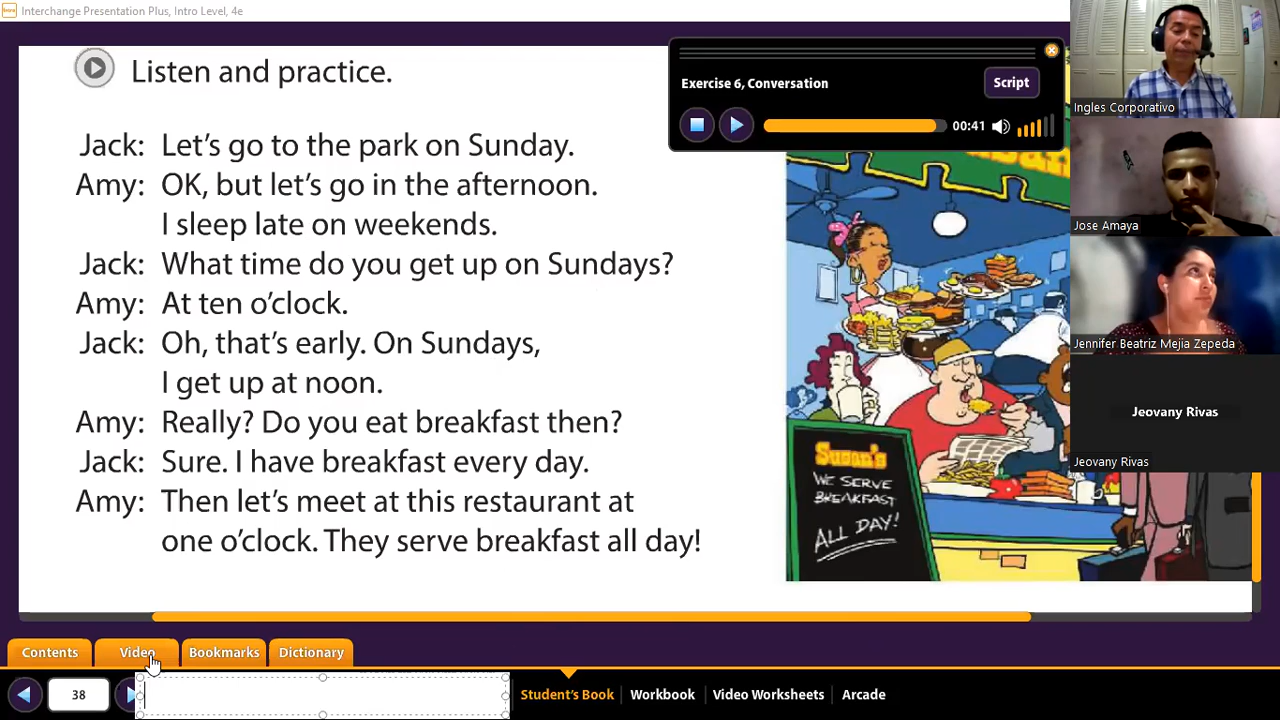 Interchange Presentation Plus, Intro Level, 4e
Listen and practice.
Jack: Let's go to the park on Sunday.
Amy: OK, but let's go in the afternoon.
I sleep late on weekends.
Jack: What time do you get up on Sundays?
Amy: At ten o'clock.
Jack: Oh, that's early. On Sundays,
I get up at noon.
Amy: Really? Do you eat breakfast then?
Jack: Sure. I have breakfast every day.
Amy: Then let's meet at this restaurant at
one o'clock. They serve breakfast all day!
Exercise 6, Conversation
Script
00:41
Susan's
WE SERVE
BREAKFAST
ALL DAY!
Ingles Corporativo
Jose Amaya
Jennifer Beatriz Mejia Zepeda
Jeovany Rivas
Jeovany Rivas
Contents Video Bookmarks Dictionary
38 Student's Book Workbook Video Worksheets Arcade